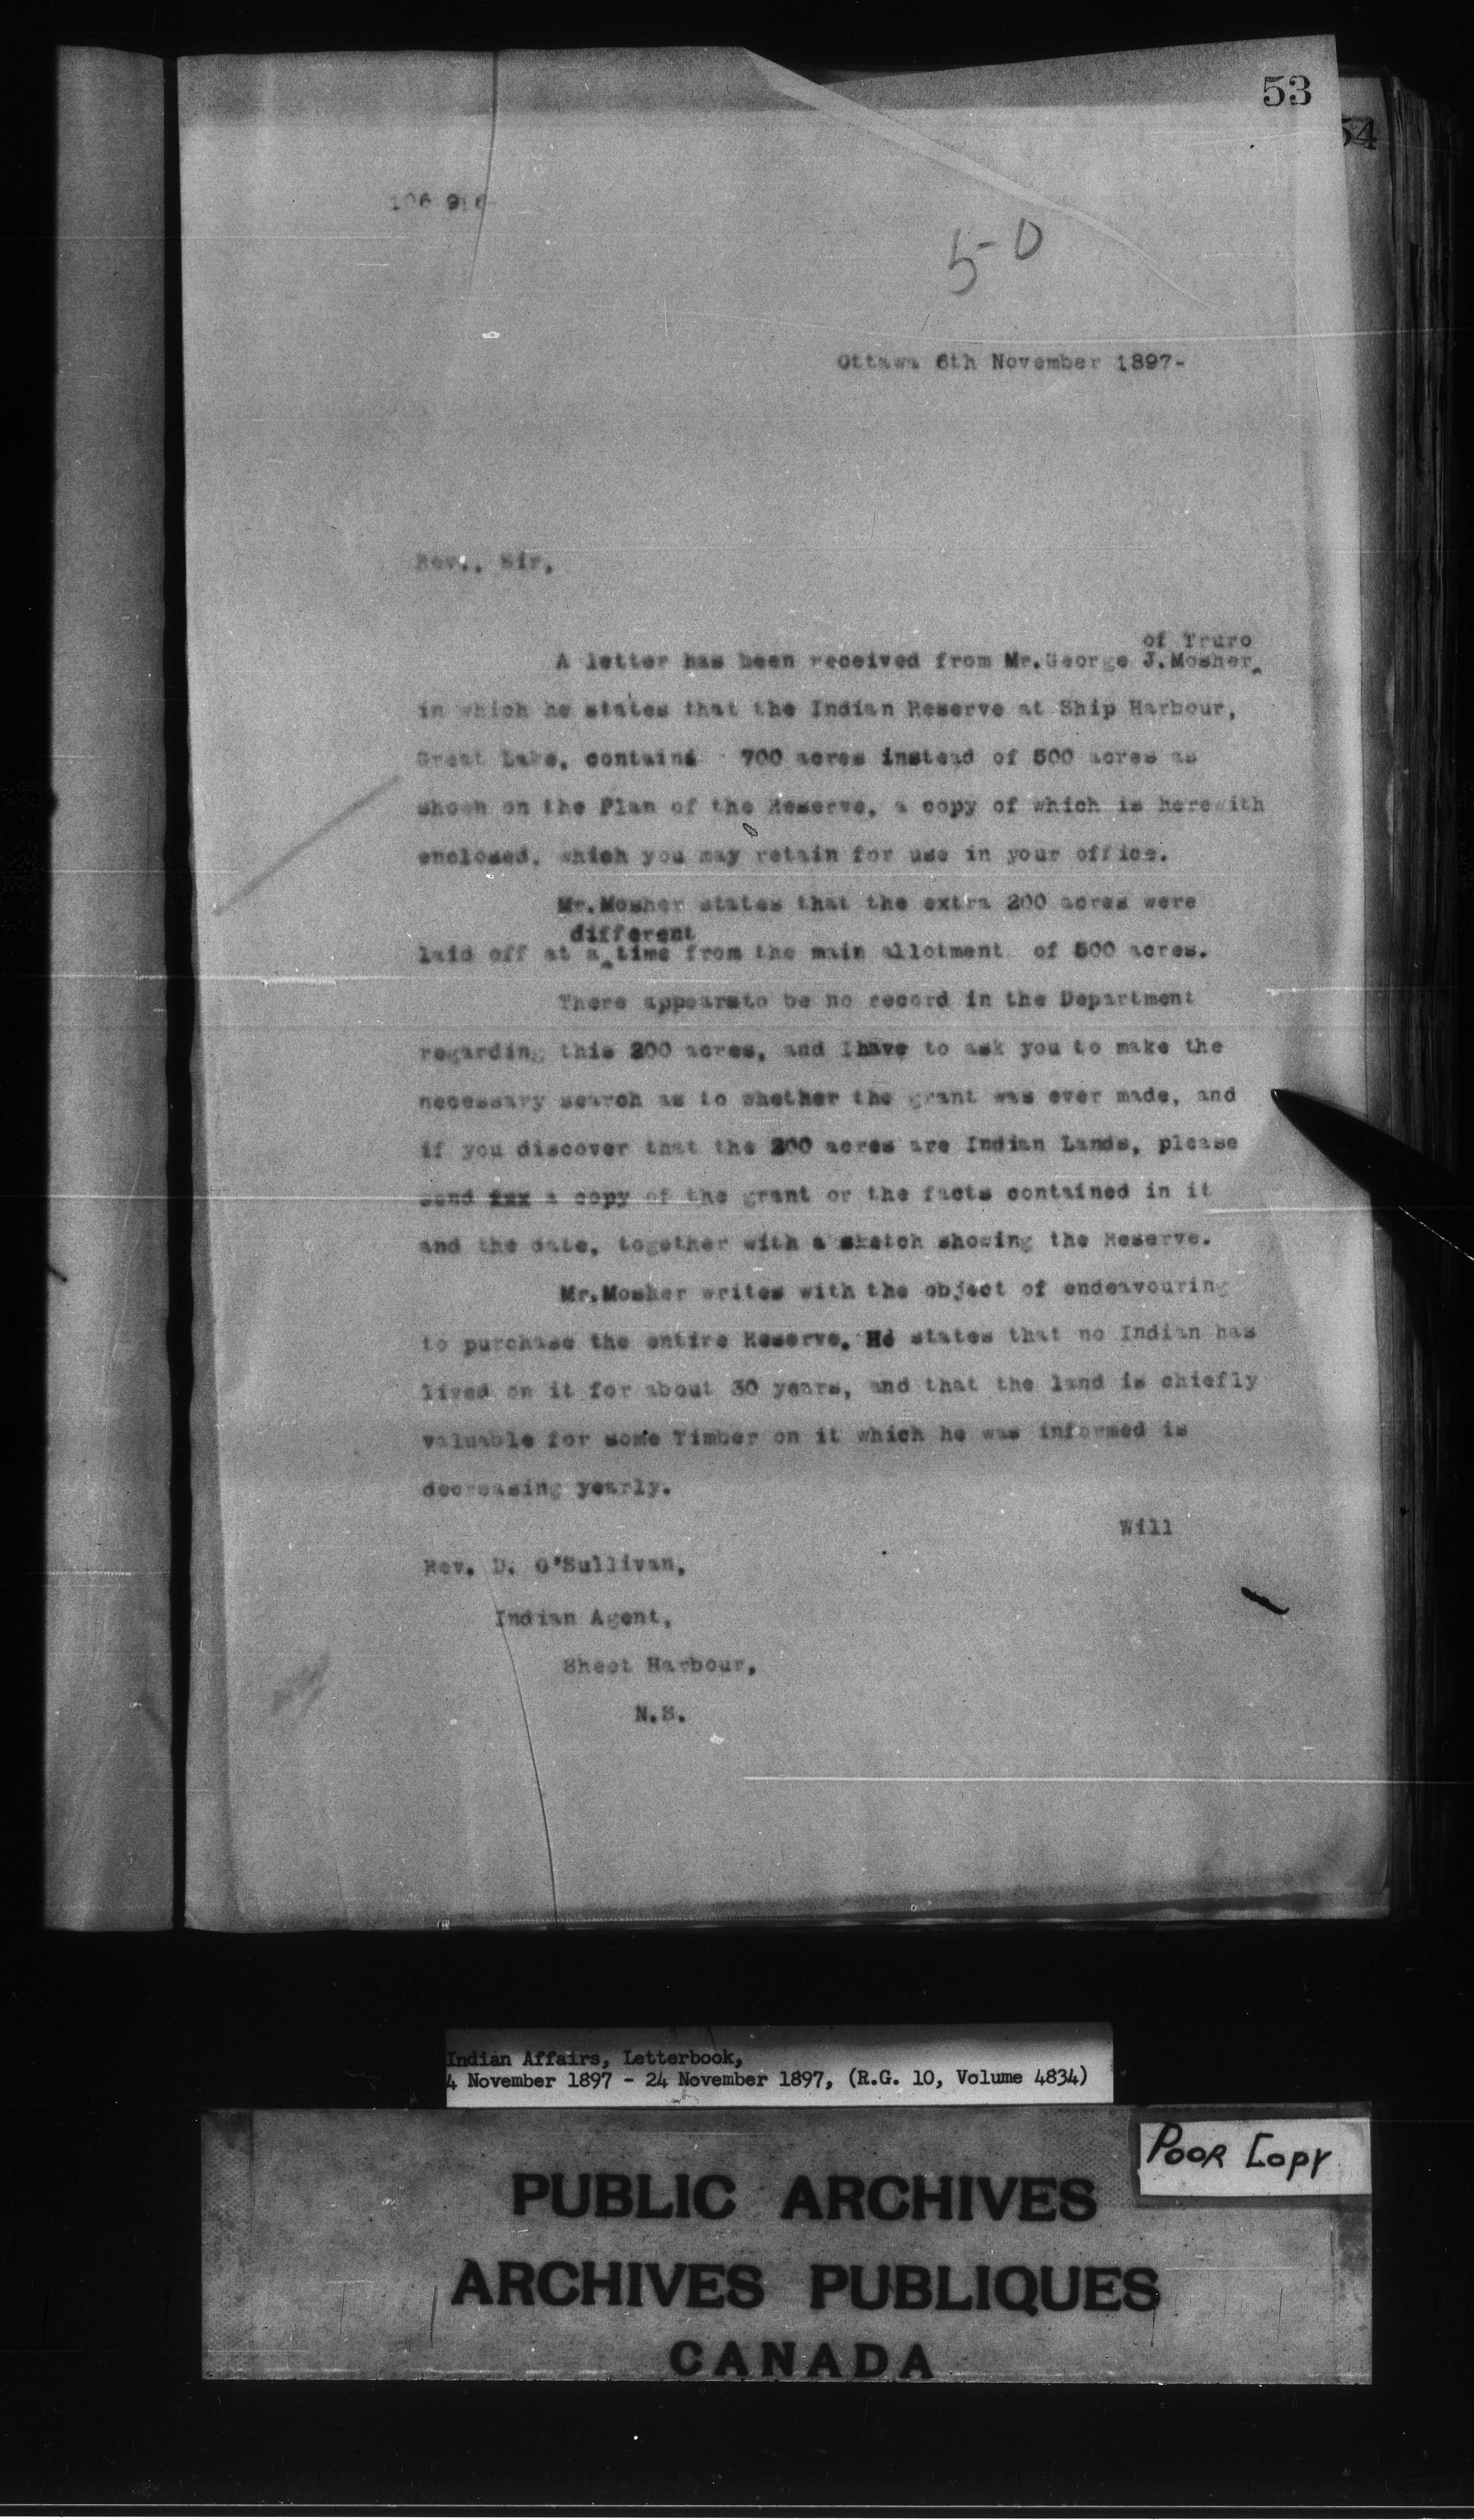 53
54
106 916
50
Ottawa 6th November 1897-
Rev., Sir,
of Truro
A letter has been received from Mr.George J.Mosher^
in which he states that the Indian Reserve at Ship Harbour,
Great Lake, contains 700 acres instead of 500 acres as
shown on the Plan of the Reserve, a copy of which is herewith
enclosed, which you may retain for use in your office.
Mr.Mosher states that the extra 200 acres were
different
laid off at a^time from the main allotment of 500 acres.
There appearsto be no record in the Department
regarding this 200 acres, and Ihave to ask you to make the
necessary search as to whether the grant was ever made, and
if you discover that the 200 acres are Indian Lands, please
send a copy of the grant or the facts contained in it
and the date, together with a sketch showing the Reserve.
Mr.Mosher writes with the object of endeavouring
to purchase the entire Reserve. He states that no Indian has
lived on it for about 30 years, and that the land is chiefly
valuable for some Timber on it which he was informed is
decreasing yearly.
Will
Rev. D. O'Sullivan,
Indian Agent,
Sheet Harbour,
N.S.
Indian Affairs, Letterbook,
4 November 1897 - 24 November 1897, (R.G. 10, Volume 4834)
Poor Copy
PUBLIC ARCHIVES
ARCHIVES PUBLIQUES
CANADA